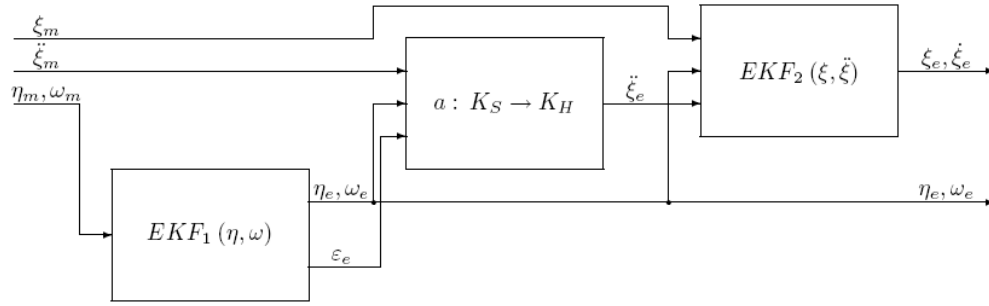 ξ_m
ξ̈_m
η_m, ω_m
a : K_S → K_H
ξ̈_e
EKF_2 (ξ, ξ̈)
ξ_e, ξ̇_e
EKF_1 (η, ω)
η_e, ω_e
ε_e
η_e, ω_e